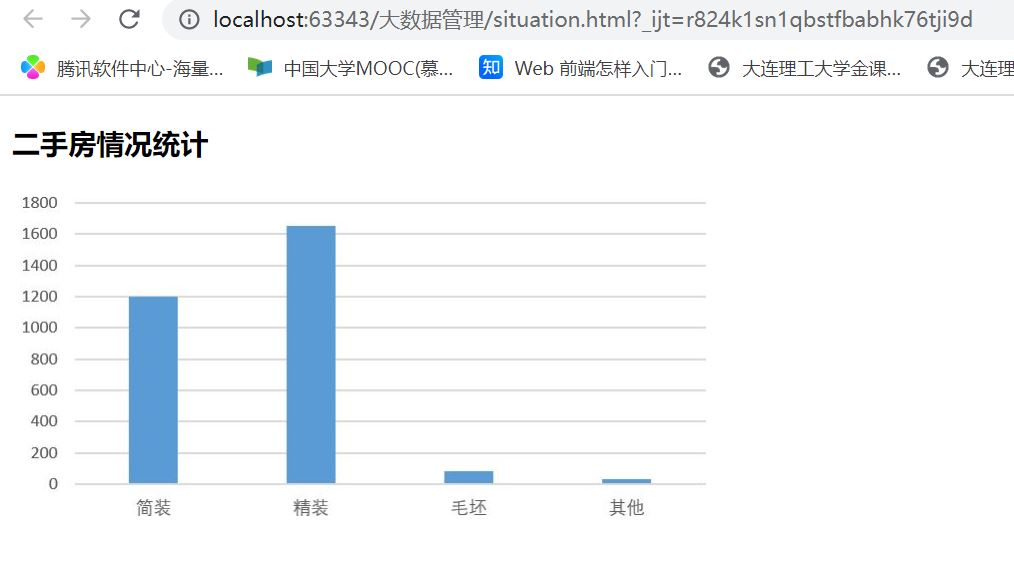 localhost:63343/大数据管理/situation.html?_ijt=r824k1sn1qbstfbabhk76tji9d
腾讯软件中心-海量... 中国大学MOOC(慕... 知 Web 前端怎样入门... 大连理工大学金课... 大连理
二手房情况统计
1800
1600
1400
1200
1000
800
600
400
200
0
简装 精装 毛坯 其他